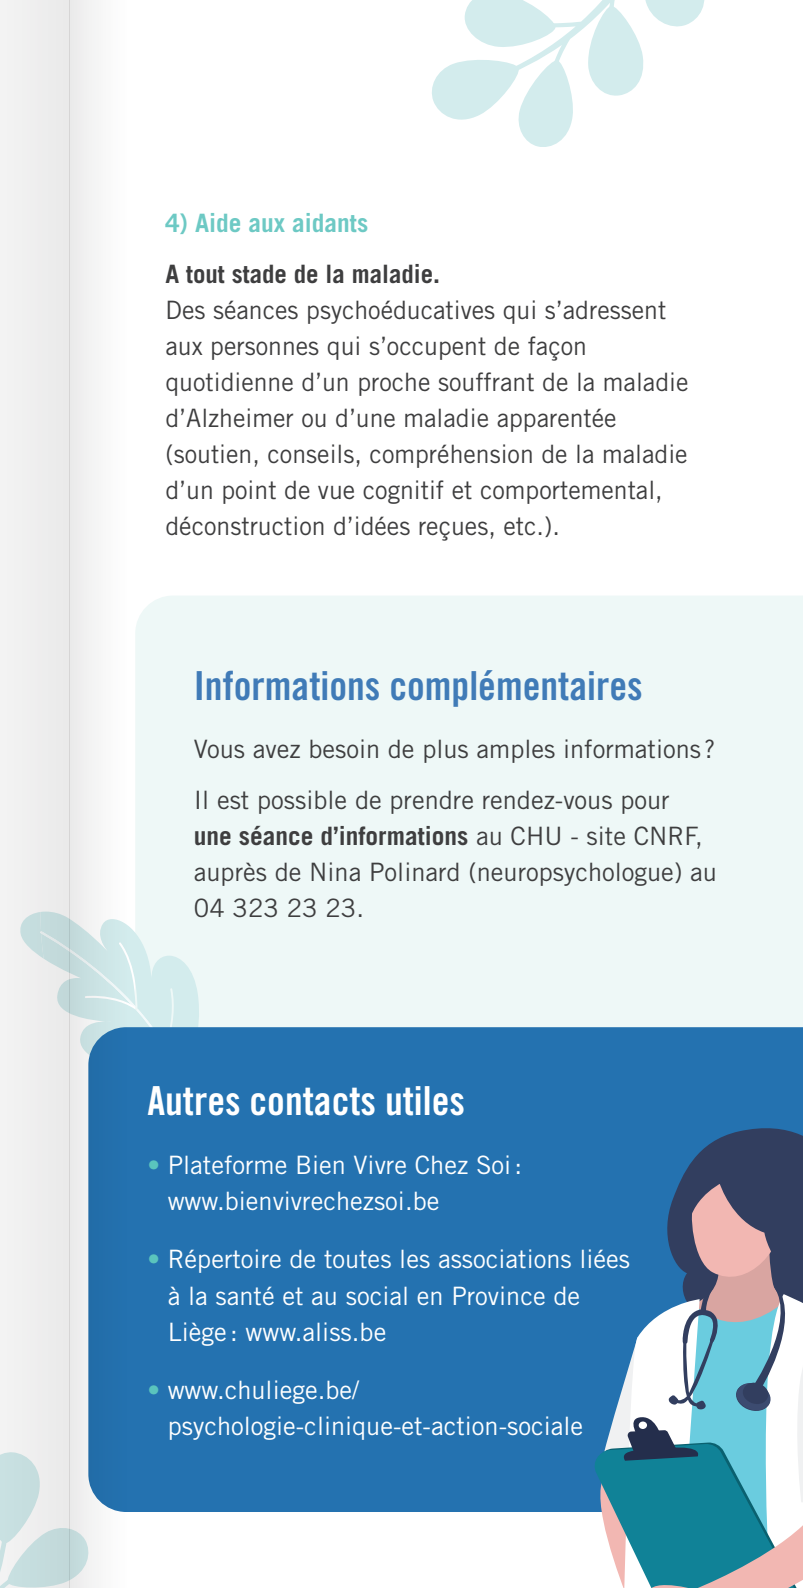 4) Aide aux aidants
A tout stade de la maladie.
Des séances psychoéducatives qui s’adressent
aux personnes qui s’occupent de façon
quotidienne d’un proche souffrant de la maladie
d’Alzheimer ou d’une maladie apparentée
(soutien, conseils, compréhension de la maladie
d’un point de vue cognitif et comportemental,
déconstruction d’idées reçues, etc.).
Informations complémentaires
Vous avez besoin de plus amples informations ?
Il est possible de prendre rendez-vous pour
une séance d’informations au CHU - site CNRF,
auprès de Nina Polinard (neuropsychologue) au
04 323 23 23.
Autres contacts utiles
• Plateforme Bien Vivre Chez Soi :
www.bienvivrechezsoi.be
• Répertoire de toutes les associations liées
à la santé et au social en Province de
Liège : www.aliss.be
• www.chuliege.be/
psychologie-clinique-et-action-sociale